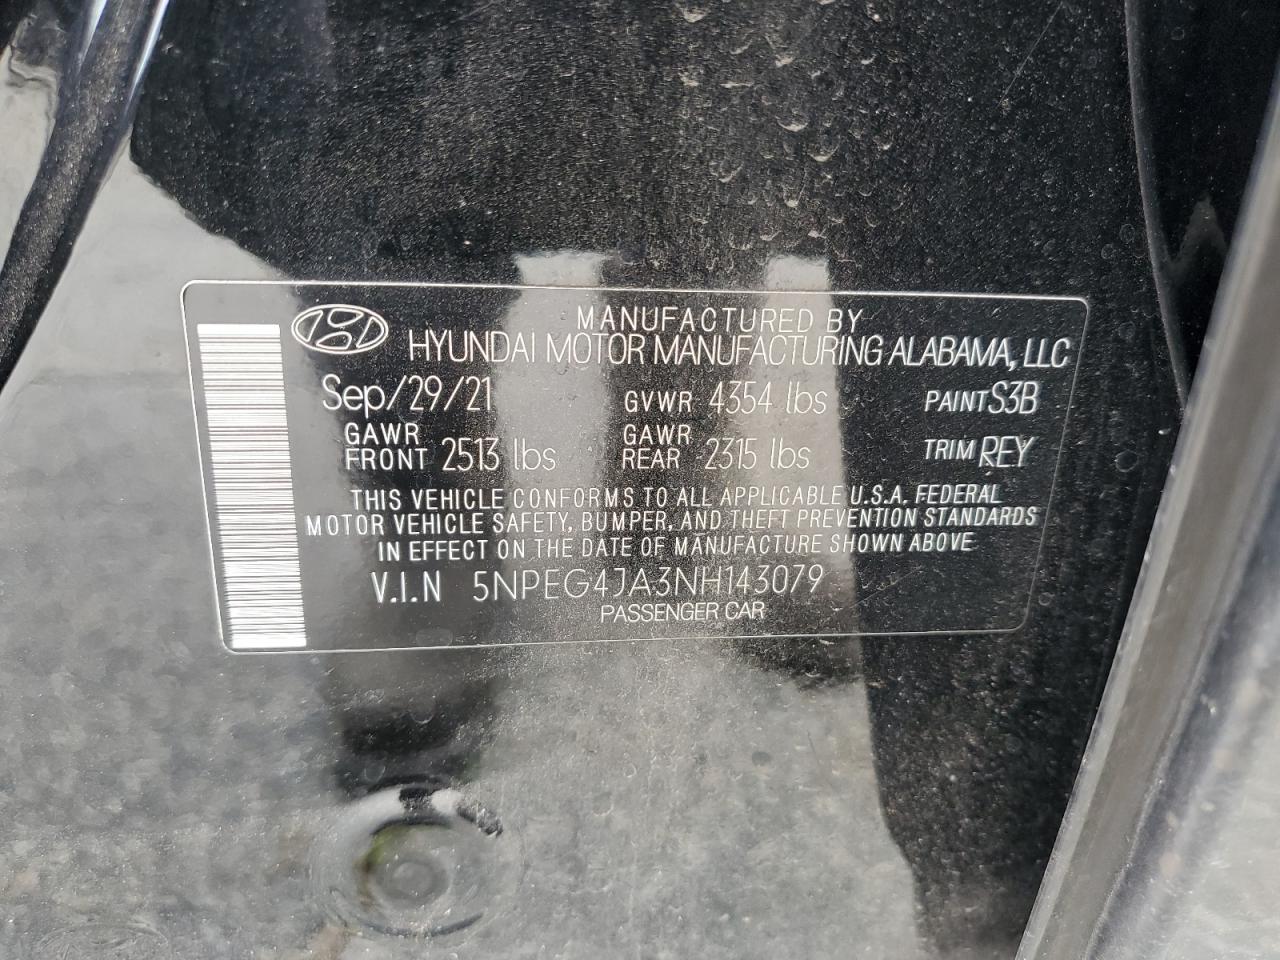 MANUFACTURED BY
HYUNDAI MOTOR MANUFACTURING ALABAMA, LLC
Sep/29/21 GVWR 4354 lbs PAINT S3B
GAWR FRONT 2513 lbs GAWR REAR 2315 lbs TRIM REY
THIS VEHICLE CONFORMS TO ALL APPLICABLE U.S.A. FEDERAL
MOTOR VEHICLE SAFETY, BUMPER, AND THEFT PREVENTION STANDARDS
IN EFFECT ON THE DATE OF MANUFACTURE SHOWN ABOVE
V.I.N 5NPEG4JA3NH143079
PASSENGER CAR